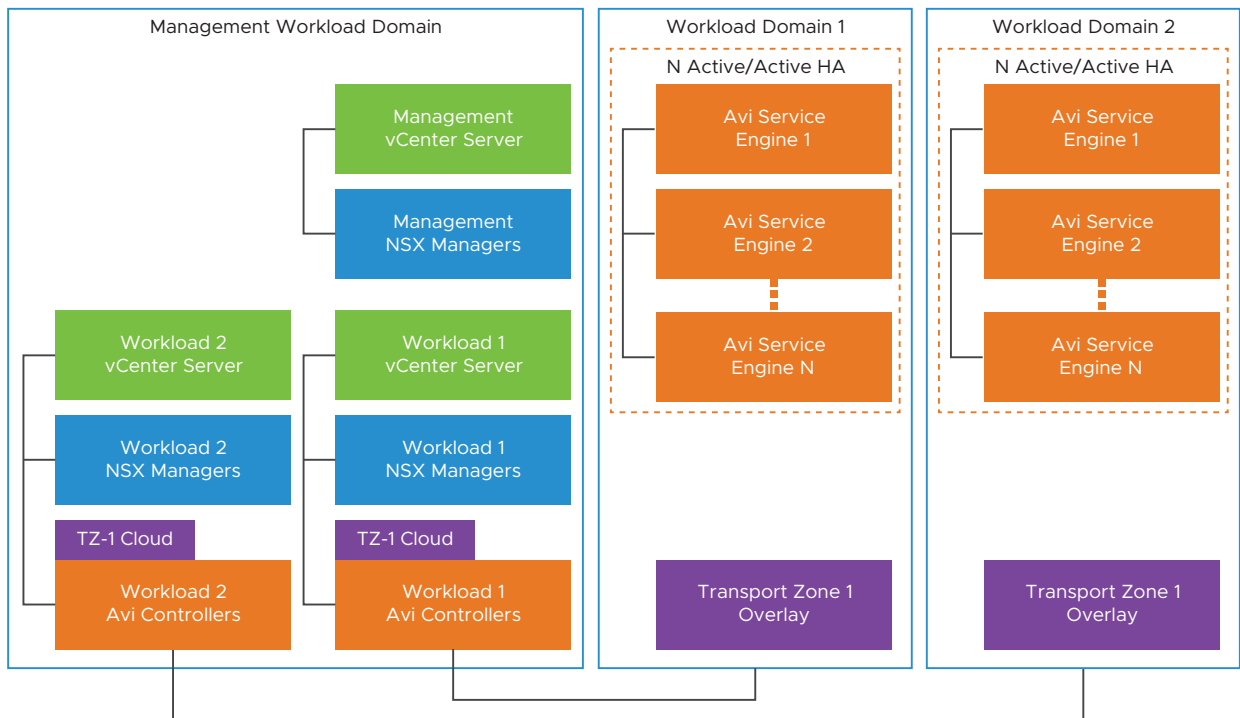 Management Workload Domain
Management
vCenter Server
Management
NSX Managers
Workload 2
vCenter Server
Workload 1
vCenter Server
Workload 2
NSX Managers
Workload 1
NSX Managers
TZ-1 Cloud
TZ-1 Cloud
Workload 2
Avi Controllers
Workload 1
Avi Controllers
Workload Domain 1
N Active/Active HA
Avi Service
Engine 1
Avi Service
Engine 2
Avi Service
Engine N
Transport Zone 1
Overlay
Workload Domain 2
N Active/Active HA
Avi Service
Engine 1
Avi Service
Engine 2
Avi Service
Engine N
Transport Zone 1
Overlay